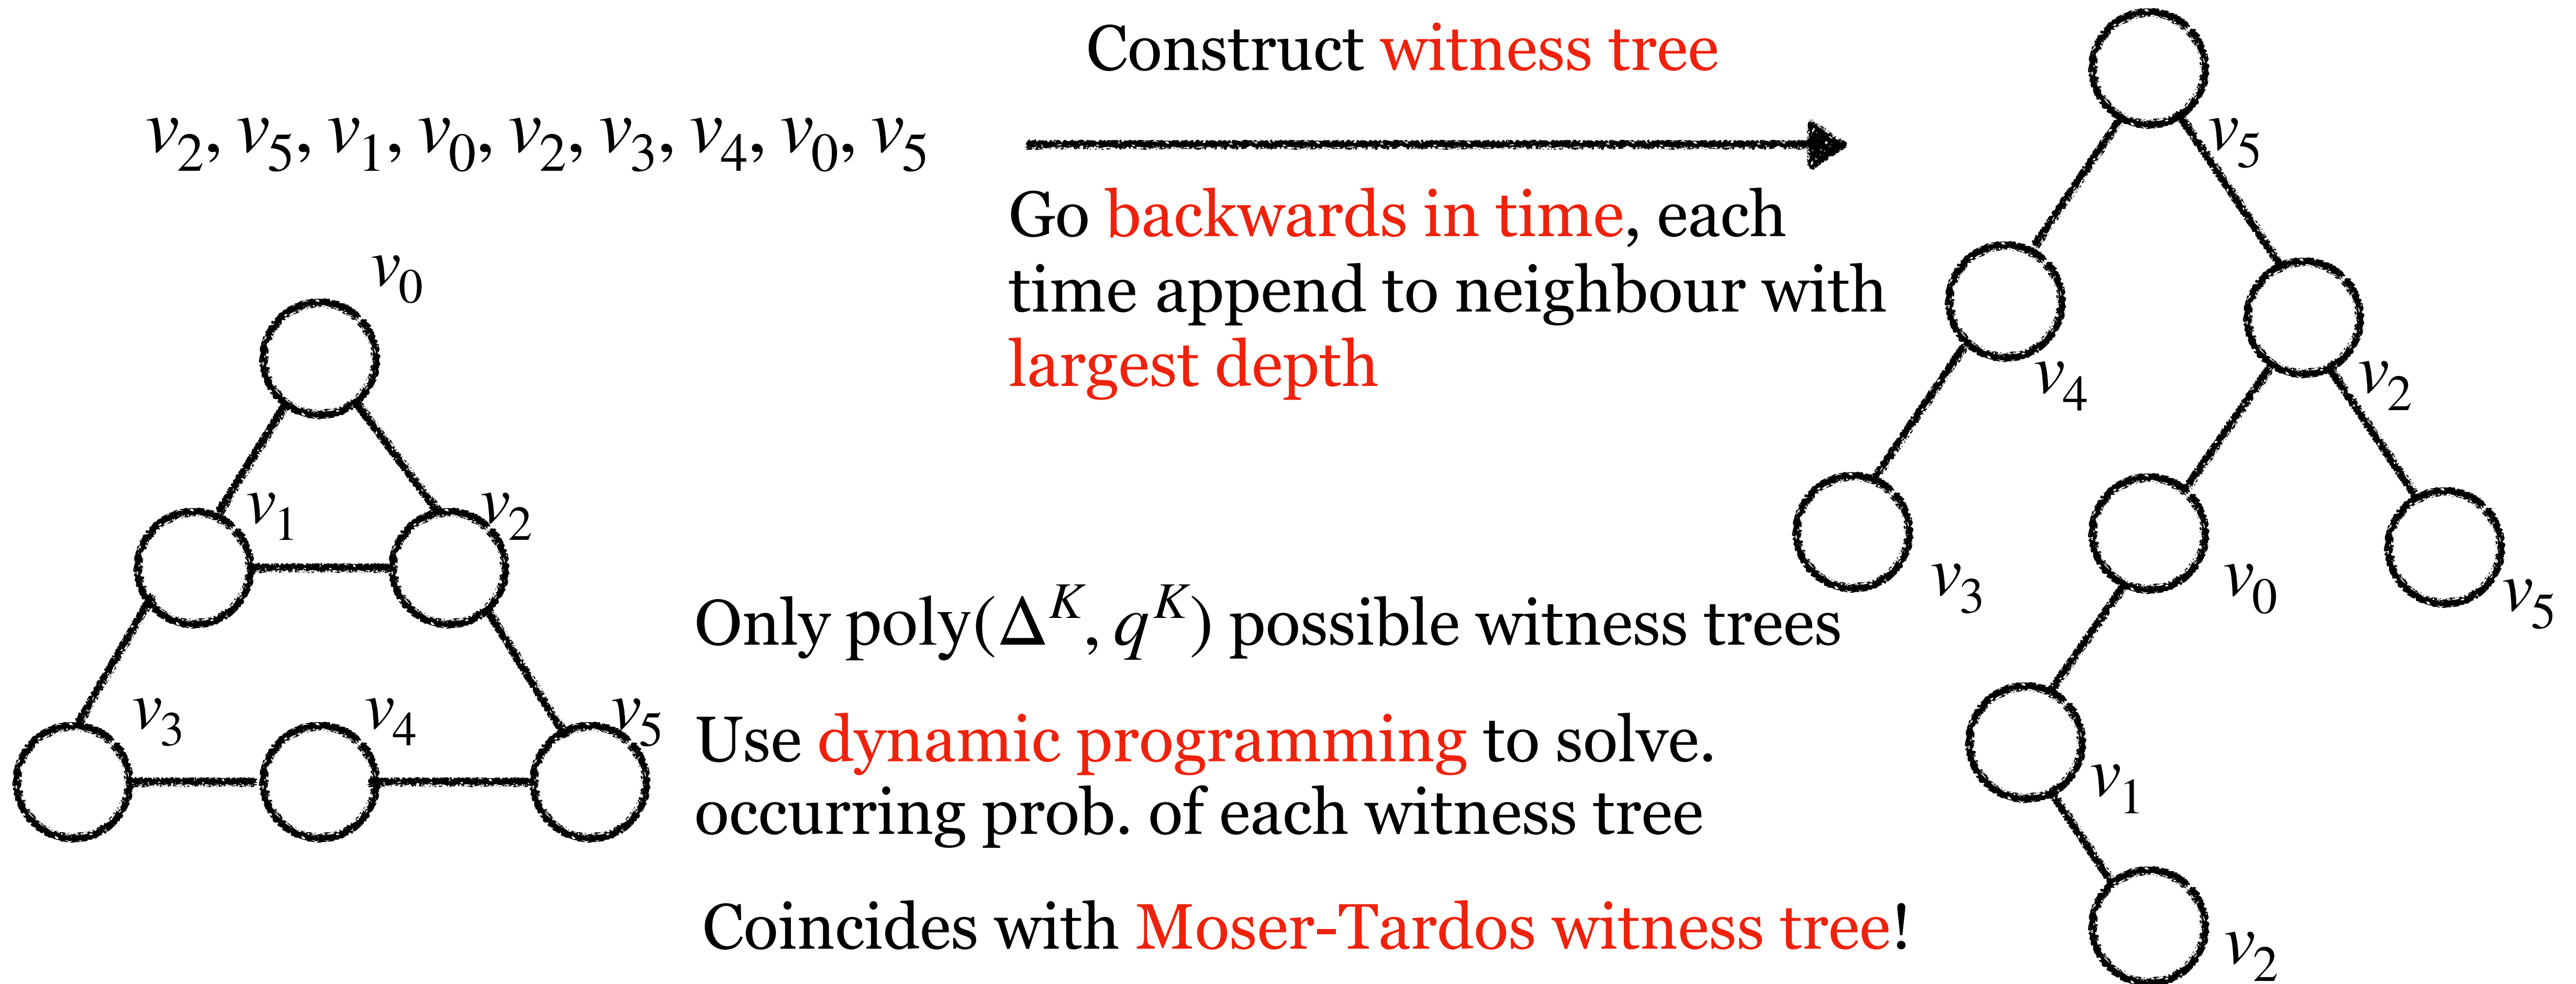 Construct witness tree
v₂, v₅, v₁, v₀, v₂, v₃, v₄, v₀, v₅
Go backwards in time, each
time append to neighbour with
largest depth
v₀
v₁
v₂
v₃
v₄
v₅
Only poly(Δᴷ, qᴷ) possible witness trees
Use dynamic programming to solve.
occurring prob. of each witness tree
Coincides with Moser-Tardos witness tree!
v₅
v₄
v₂
v₃
v₀
v₅
v₁
v₂